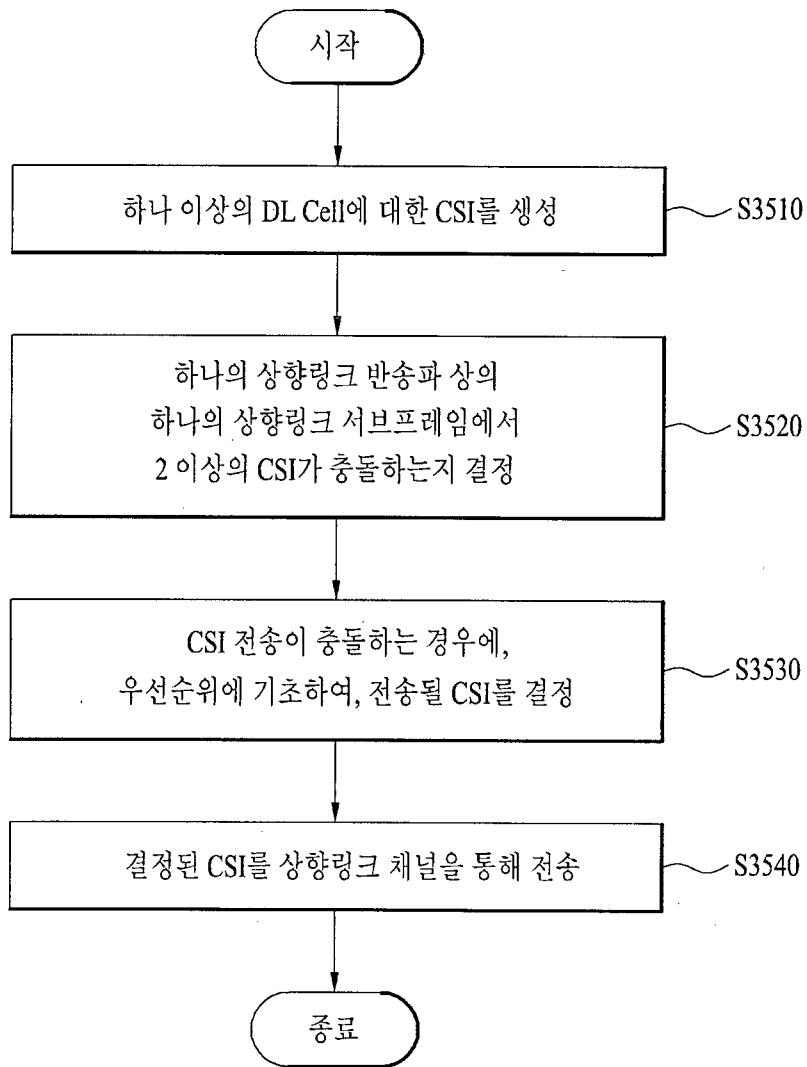 시작
하나 이상의 DL Cell에 대한 CSI를 생성
S3510
하나의 상향링크 반송파 상의
하나의 상향링크 서브프레임에서
2 이상의 CSI가 충돌하는지 결정
S3520
CSI 전송이 충돌하는 경우에,
우선순위에 기초하여, 전송될 CSI를 결정
S3530
결정된 CSI를 상향링크 채널을 통해 전송
S3540
종료